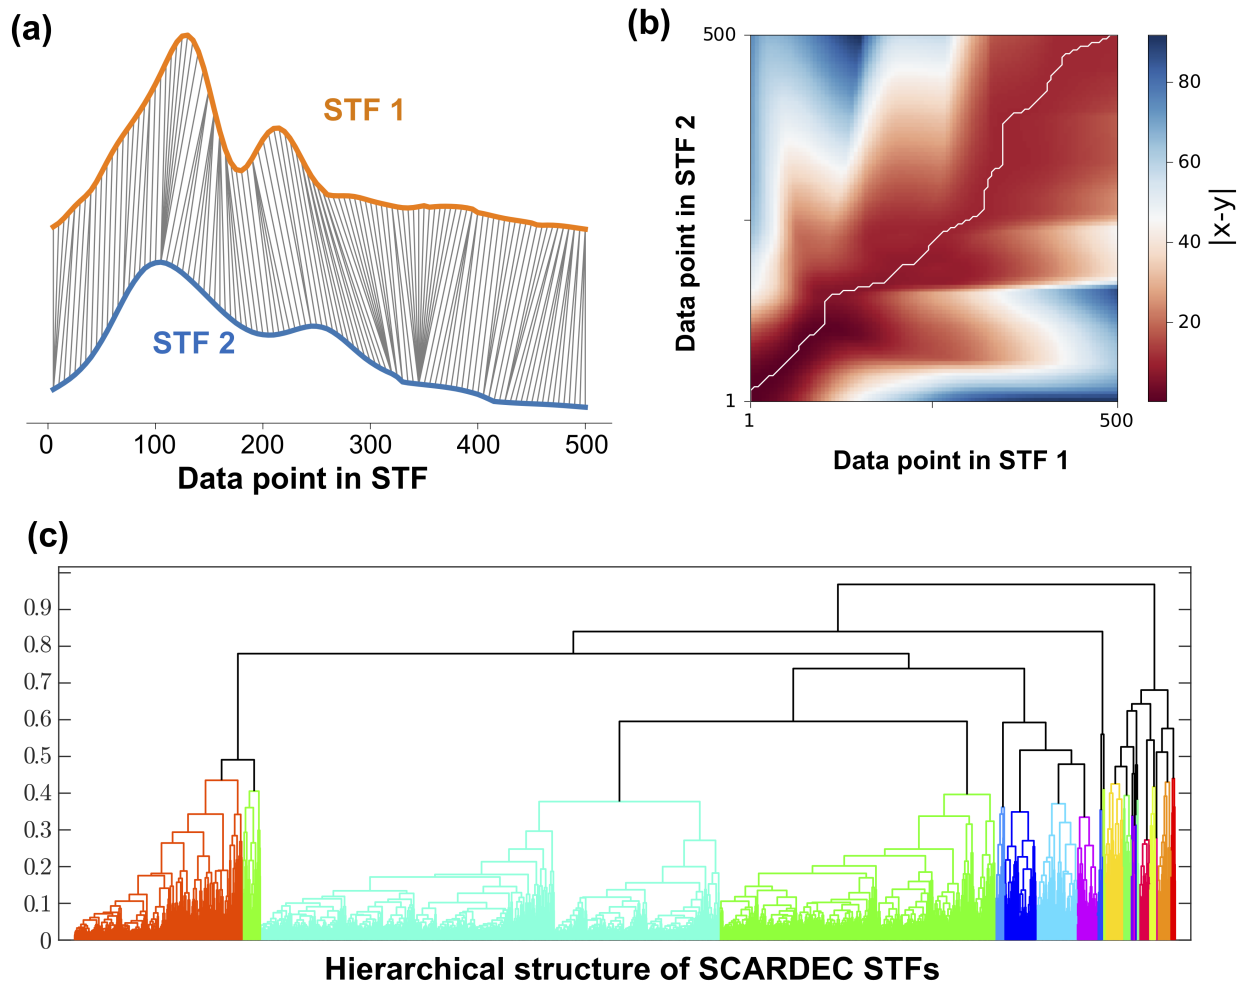 (a)
STF 1
STF 2
0 100 200 300 400 500
Data point in STF
(b)
500
1
Data point in STF 2
1 500
Data point in STF 1
80
60
40
20
|x-y|
(c)
0.9
0.8
0.7
0.6
0.5
0.4
0.3
0.2
0.1
0
Hierarchical structure of SCARDEC STFs